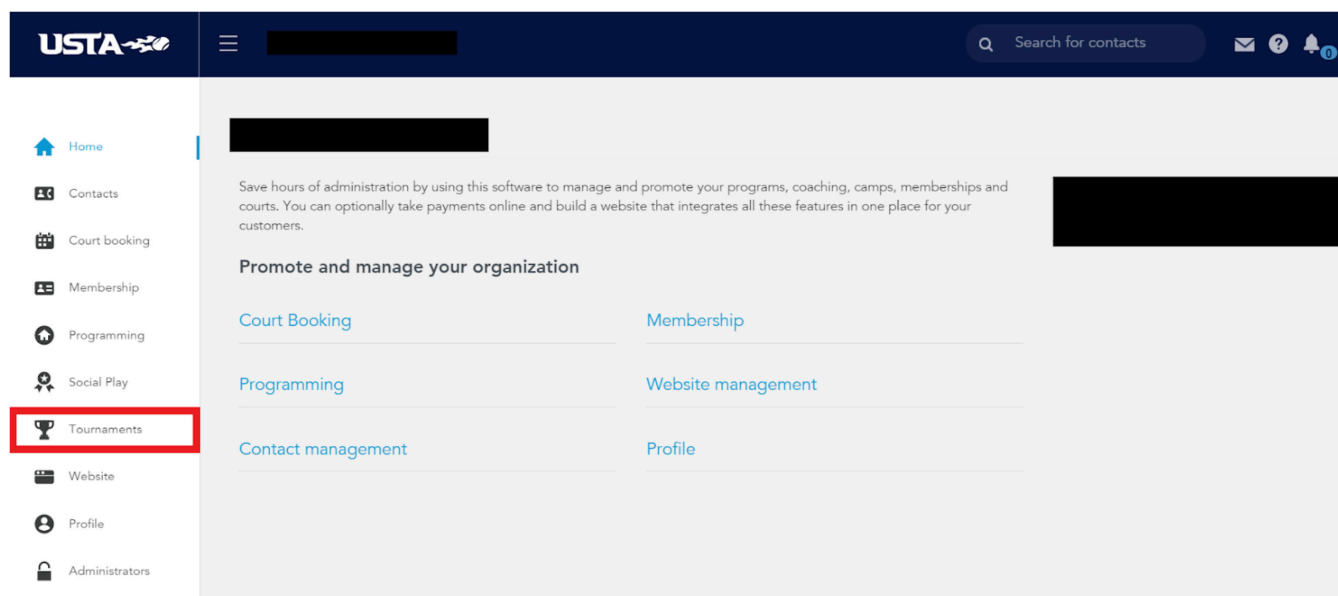 USTA
Search for contacts
0
Home
Contacts
Court booking
Membership
Programming
Social Play
Tournaments
Website
Profile
Administrators
Save hours of administration by using this software to manage and promote your programs, coaching, camps, memberships and
courts. You can optionally take payments online and build a website that integrates all these features in one place for your
customers.
Promote and manage your organization
Court Booking
Membership
Programming
Website management
Contact management
Profile